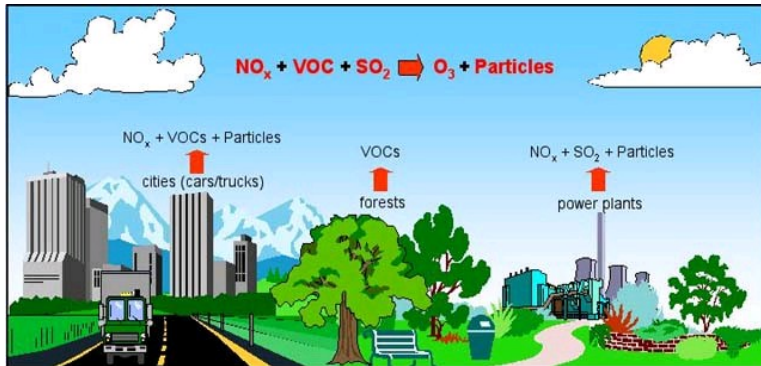 NOx + VOC + SO2 ➡ O3 + Particles
NOx + VOCs + Particles
cities (cars/trucks)
VOCs
forests
NOx + SO2 + Particles
power plants